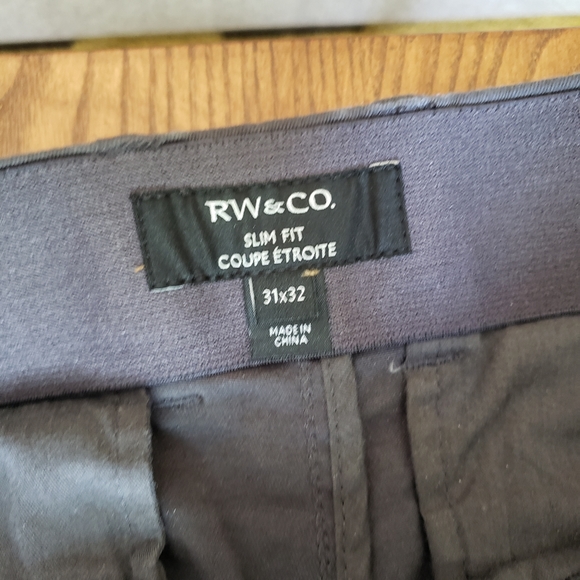 RW&CO.
SLIM FIT
COUPE ÉTROITE
31x32
MADE IN
CHINA